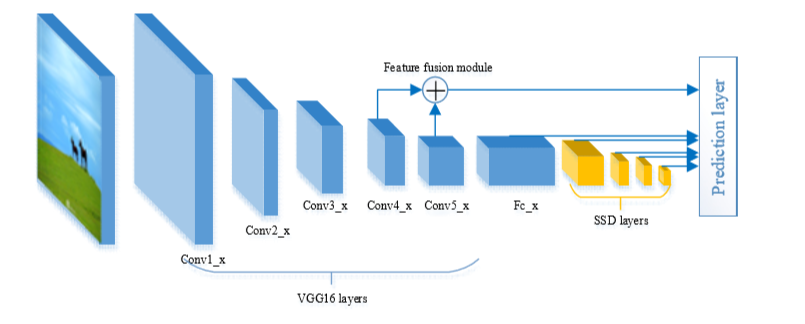 Feature fusion module
Prediction layer
Conv3_x
Conv4_x
Conv5_x
Fc_x
SSD layers
Conv2_x
Conv1_x
VGG16 layers